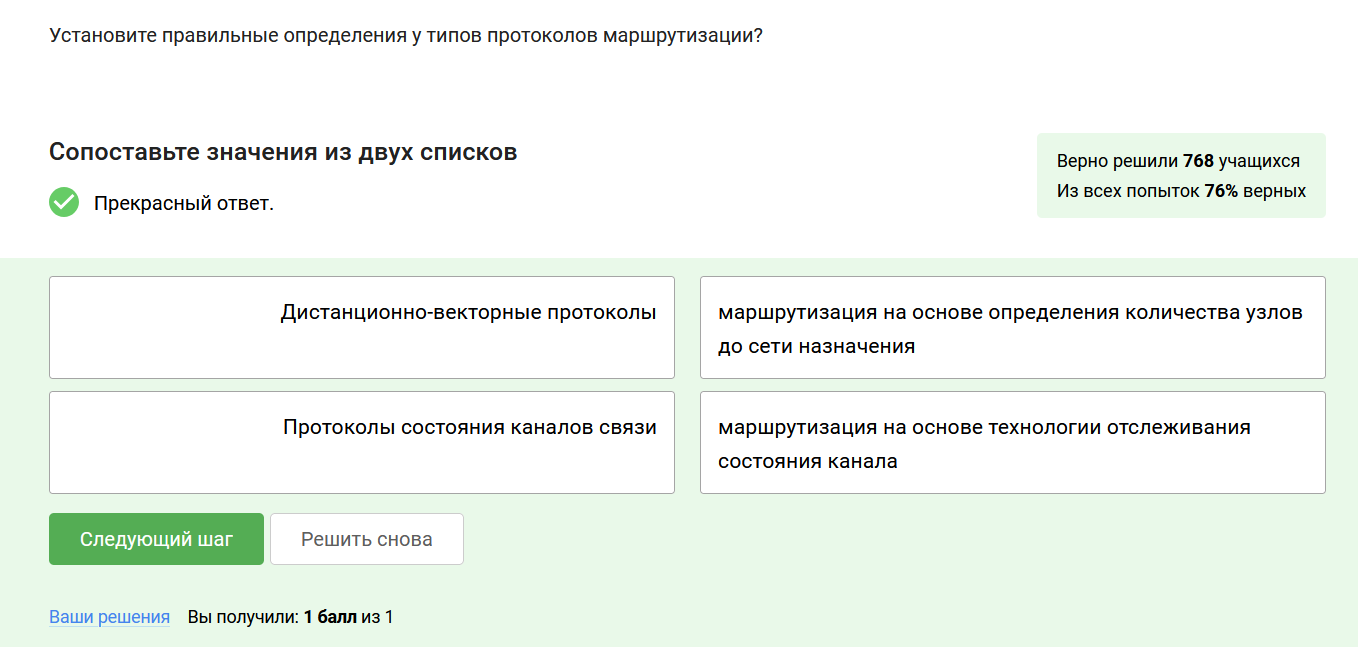 Установите правильные определения у типов протоколов маршрутизации?
Сопоставьте значения из двух списков
Прекрасный ответ.
Верно решили 768 учащихся
Из всех попыток 76% верных
Дистанционно-векторные протоколы
маршрутизация на основе определения количества узлов
до сети назначения
Протоколы состояния каналов связи
маршрутизация на основе технологии отслеживания
состояния канала
Следующий шаг
Решить снова
Ваши решения Вы получили: 1 балл из 1